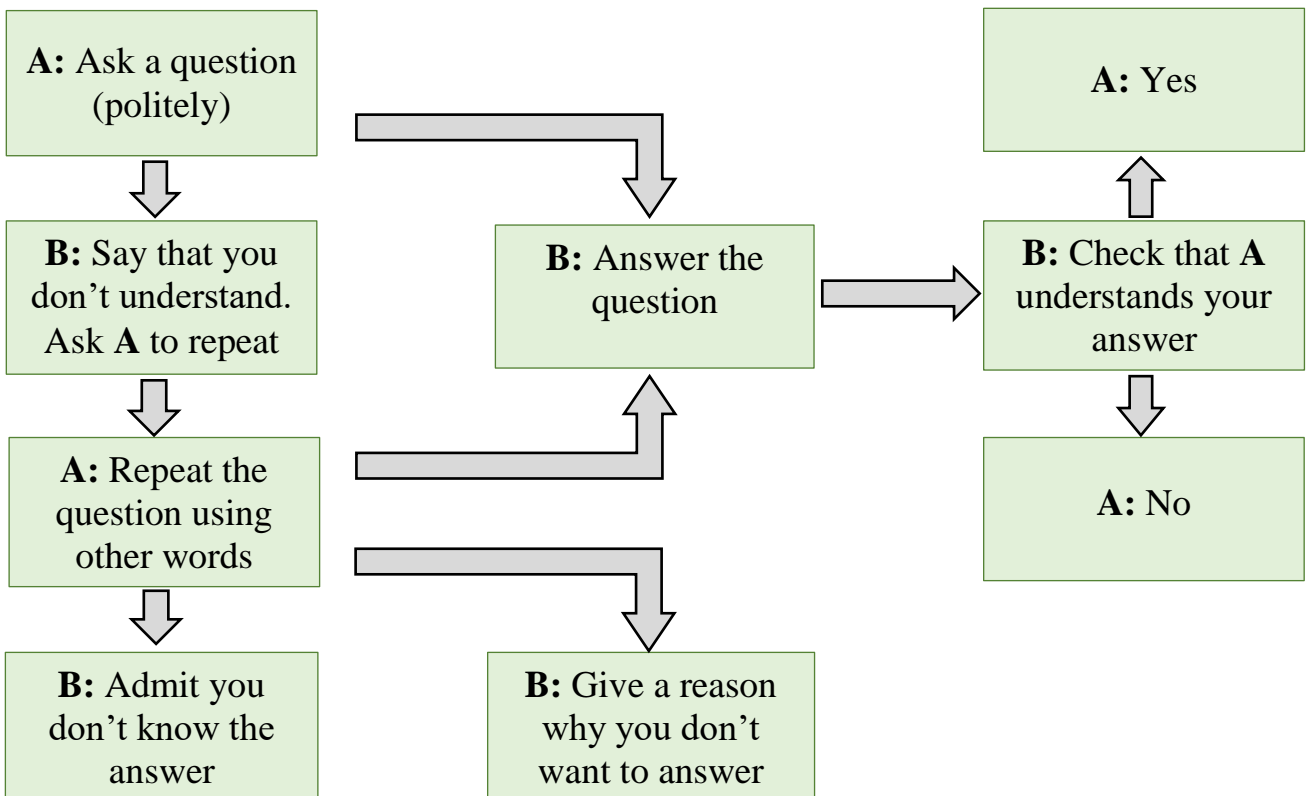 A: Ask a question
(politely)
B: Say that you
don’t understand.
Ask A to repeat
A: Repeat the
question using
other words
B: Admit you
don’t know the
answer
B: Answer the
question
B: Give a reason
why you don’t
want to answer
A: Yes
B: Check that A
understands your
answer
A: No